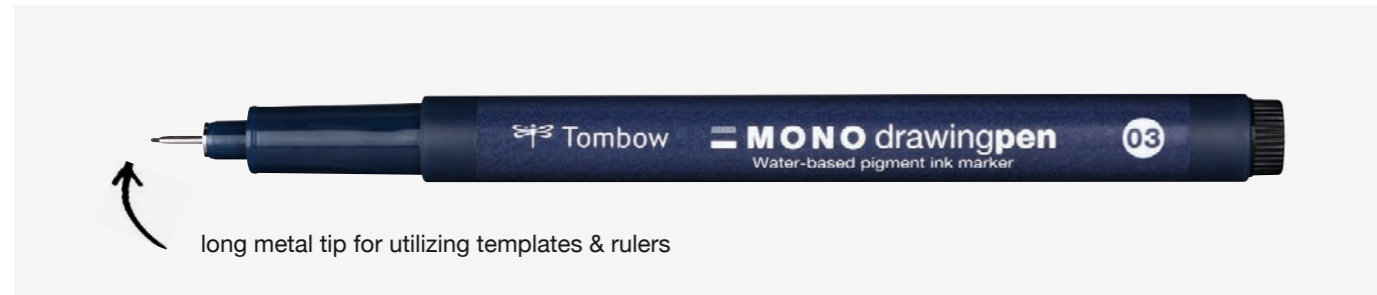 Tombow MONO drawingpen 03
Water-based pigment ink marker
long metal tip for utilizing templates & rulers